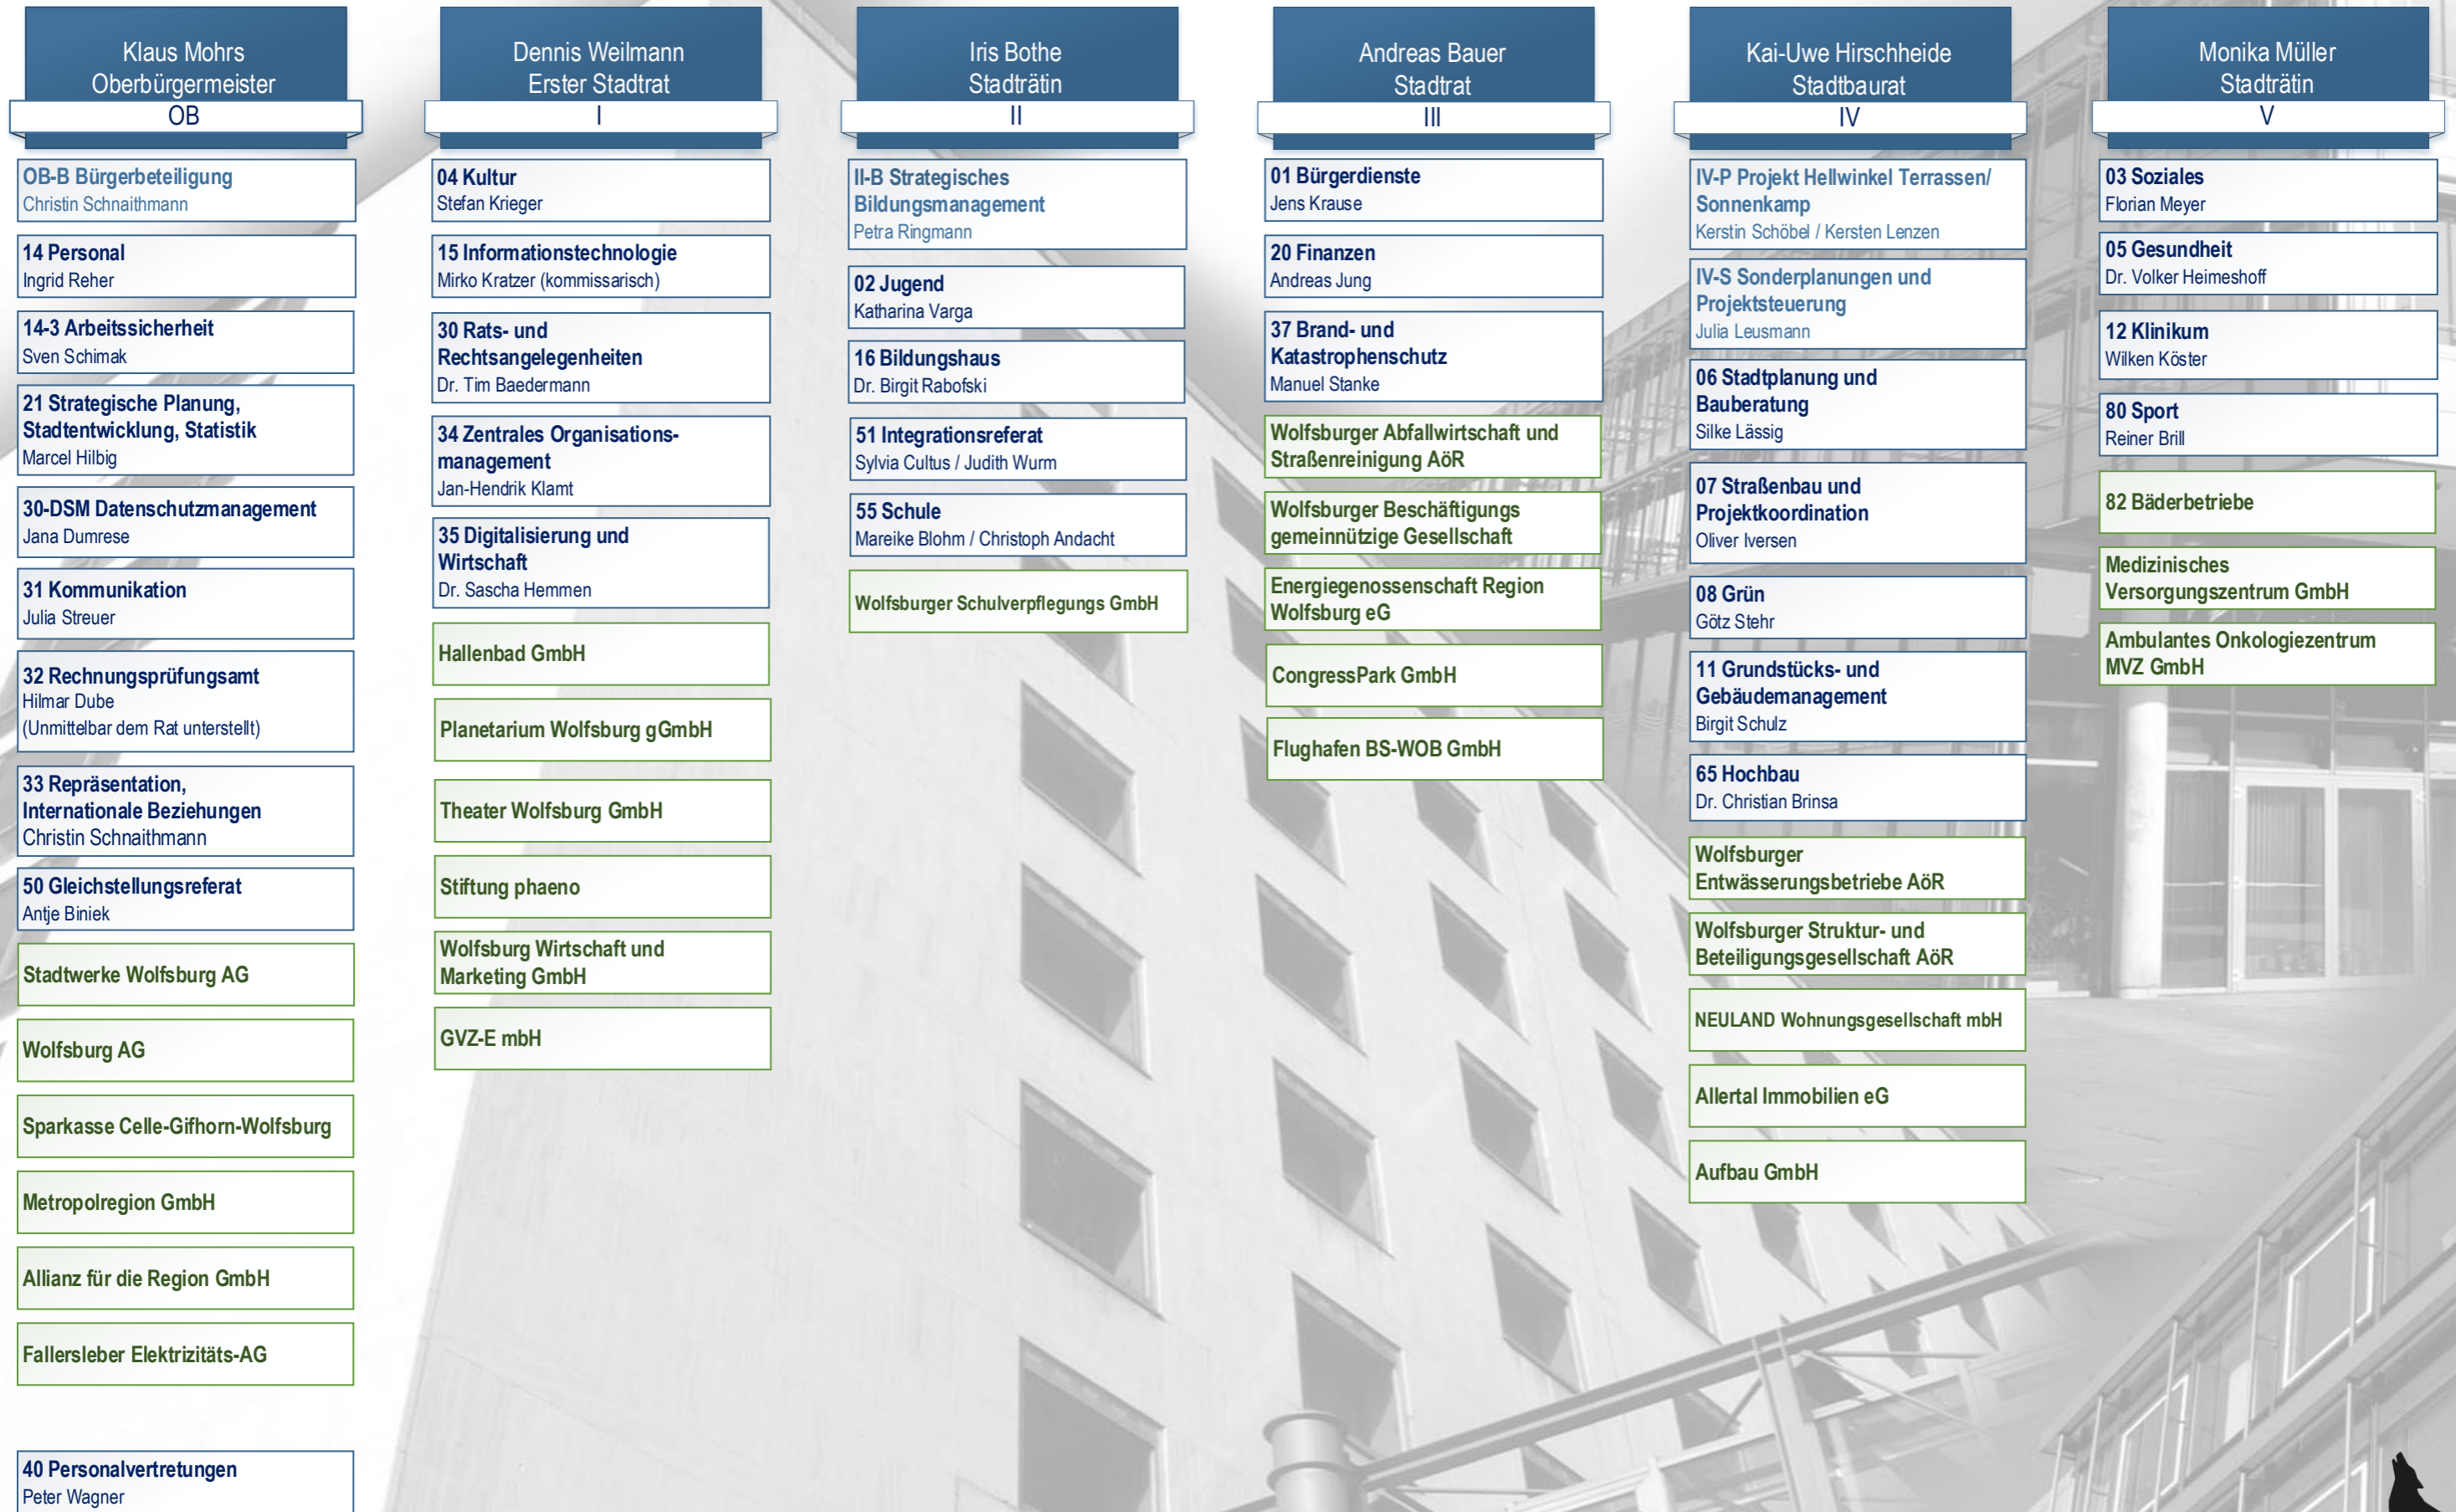 Klaus Mohrs
Oberbürgermeister
OB
OB-B Bürgerbeteiligung
Christin Schnaithmann
14 Personal
Ingrid Reher
14-3 Arbeitssicherheit
Sven Schimak
21 Strategische Planung,
Stadtentwicklung, Statistik
Marcel Hilbig
30-DSM Datenschutzmanagement
Jana Dumrese
31 Kommunikation
Julia Streuer
32 Rechnungsprüfungsamt
Hilmar Dube
(Unmittelbar dem Rat unterstellt)
33 Repräsentation,
Internationale Beziehungen
Christin Schnaithmann
50 Gleichstellungsreferat
Antje Biniek
Stadtwerke Wolfsburg AG
Wolfsburg AG
Sparkasse Celle-Gifhorn-Wolfsburg
Metropolregion GmbH
Allianz für die Region GmbH
Fallersleber Elektrizitäts-AG
40 Personalvertretungen
Peter Wagner
Dennis Weilmann
Erster Stadtrat
I
04 Kultur
Stefan Krieger
15 Informationstechnologie
Mirko Kratzer (kommissarisch)
30 Rats- und
Rechtsangelegenheiten
Dr. Tim Baedermann
34 Zentrales Organisations-
management
Jan-Hendrik Klamt
35 Digitalisierung und
Wirtschaft
Dr. Sascha Hemmen
Hallenbad GmbH
Planetarium Wolfsburg gGmbH
Theater Wolfsburg GmbH
Stiftung phaeno
Wolfsburg Wirtschaft und
Marketing GmbH
GVZ-E mbH
Iris Bothe
Stadträtin
II
II-B Strategisches
Bildungsmanagement
Petra Ringmann
02 Jugend
Katharina Varga
16 Bildungshaus
Dr. Birgit Rabofski
51 Integrationsreferat
Sylvia Cultus / Judith Wurm
55 Schule
Mareike Blohm / Christoph Andacht
Wolfsburger Schulverpflegungs GmbH
Andreas Bauer
Stadtrat
III
01 Bürgerdienste
Jens Krause
20 Finanzen
Andreas Jung
37 Brand- und
Katastrophenschutz
Manuel Stanke
Wolfsburger Abfallwirtschaft und
Straßenreinigung AöR
Wolfsburger Beschäftigungs
gemeinnützige Gesellschaft
Energiegenossenschaft Region
Wolfsburg eG
CongressPark GmbH
Flughafen BS-WOB GmbH
Kai-Uwe Hirschheide
Stadtbaurat
IV
IV-P Projekt Hellwinkel Terrassen/
Sonnenkamp
Kerstin Schöbel / Kersten Lenzen
IV-S Sonderplanungen und
Projektsteuerung
Julia Leusmann
06 Stadtplanung und
Bauberatung
Silke Lässig
07 Straßenbau und
Projektkoordination
Oliver Iversen
08 Grün
Götz Stehr
11 Grundstücks- und
Gebäudemanagement
Birgit Schulz
65 Hochbau
Dr. Christian Brinsa
Wolfsburger
Entwässerungsbetriebe AöR
Wolfsburger Struktur- und
Beteiligungsgesellschaft AöR
NEULAND Wohnungsgesellschaft mbH
Allertal Immobilien eG
Aufbau GmbH
Monika Müller
Stadträtin
V
03 Soziales
Florian Meyer
05 Gesundheit
Dr. Volker Heimeshoff
12 Klinikum
Wilken Köster
80 Sport
Reiner Brill
82 Bäderbetriebe
Medizinisches
Versorgungszentrum GmbH
Ambulantes Onkologiezentrum
MVZ GmbH